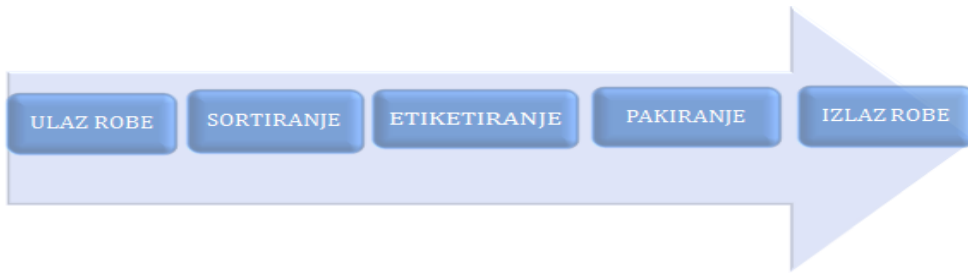 ULAZ ROBE
SORTIRANJE
ETIKETIRANJE
PAKIRANJE
IZLAZ ROBE